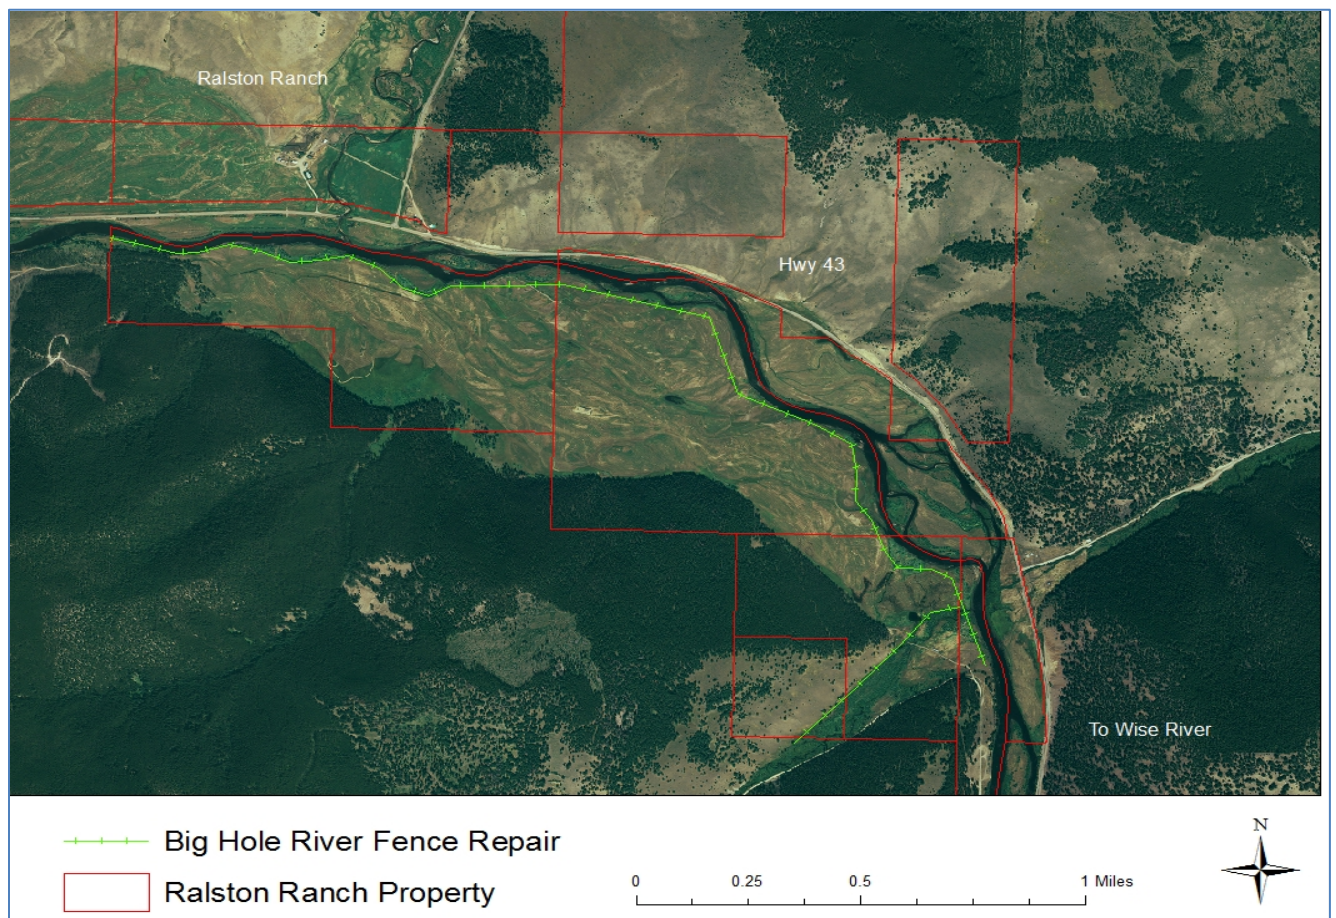 Ralston Ranch
Hwy 43
To Wise River
Big Hole River Fence Repair
Ralston Ranch Property
0 0.25 0.5 1 Miles
N